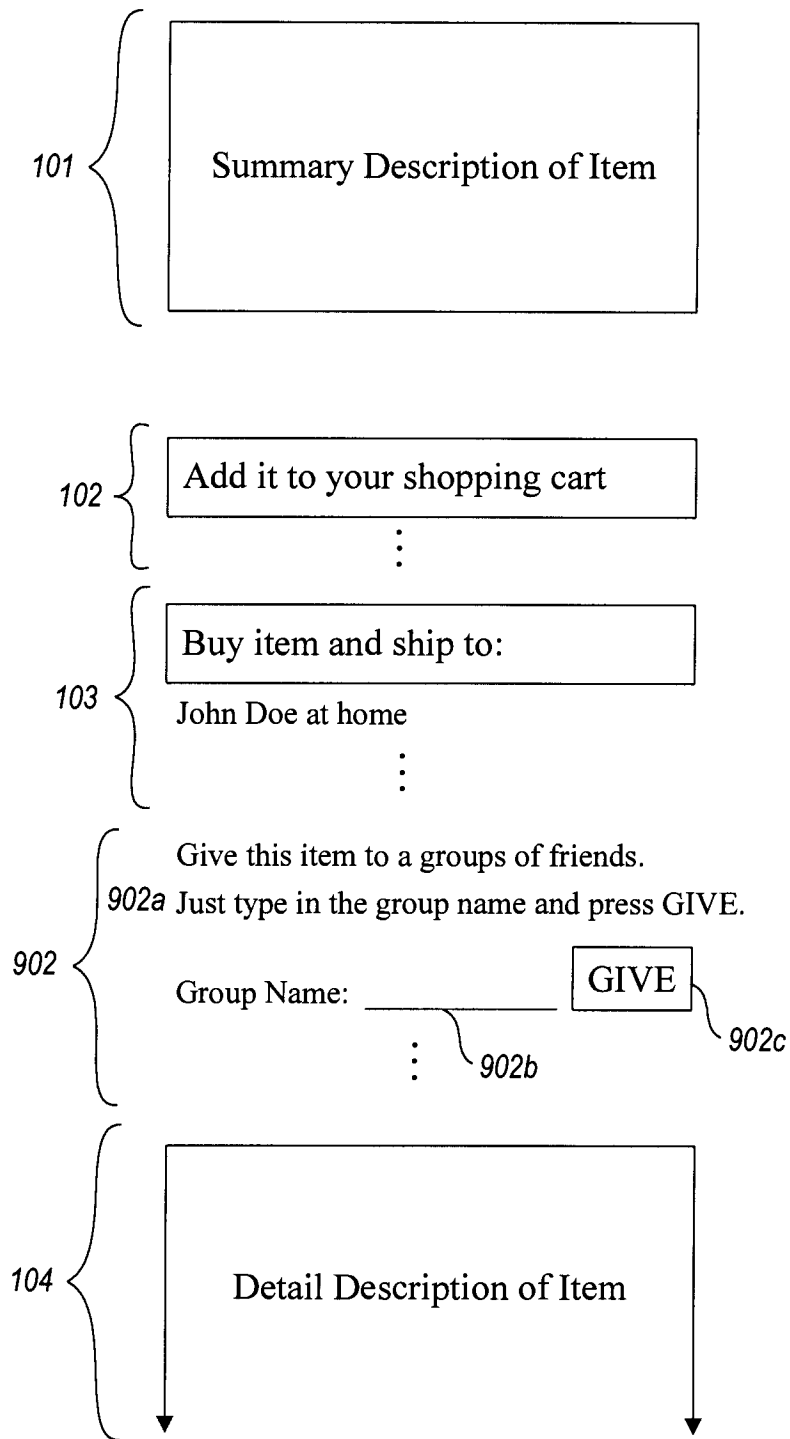 101
Summary Description of Item
102
Add it to your shopping cart
103
Buy item and ship to:
John Doe at home
902
Give this item to a groups of friends.
902a Just type in the group name and press GIVE.
Group Name: GIVE
902b
902c
104
Detail Description of Item